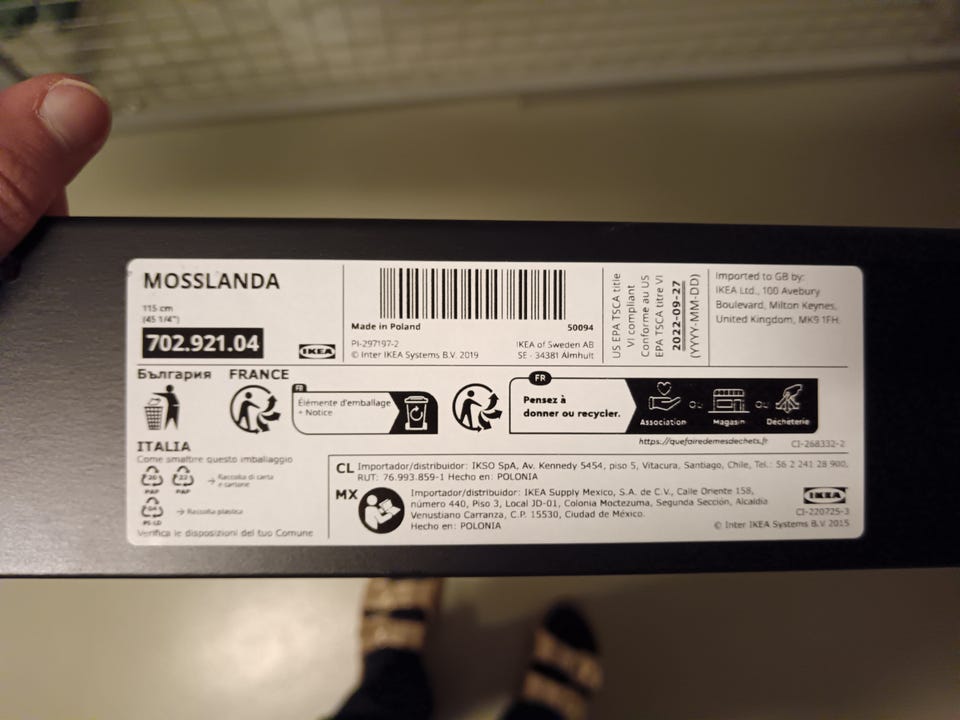 MOSSLANDA
115 cm
(45 1/4")
702.921.04
IKEA
Made in Poland
50094
PI-297197-2
© Inter IKEA Systems B.V. 2019
IKEA of Sweden AB
SE - 34381 Älmhult
US EPA TSCA title
VI compliant
Conforme au US
EPA TSCA titre VI
2022-09-27
(YYYY-MM-DD)
Imported to GB by:
IKEA Ltd., 100 Avebury
Boulevard, Milton Keynes,
United Kingdom, MK9 1FH.
България
FRANCE
FR
Élémente d'emballage
+ Notice
FR
Pensez à
donner ou recycler.
Association
ou
Magasin
ou
Déchèterie
https://quefairedemesdechets.fr
CI-268332-2
ITALIA
Come smaltire questo imballaggio
20
PAP
22
PAP
→ Raccolta di carta
e cartone
04
PE-LD
→ Raccolta plastica
Verifica le disposizioni del tuo Comune
CL Importador/distribuidor: IKSO SpA, Av. Kennedy 5454, piso 5, Vitacura, Santiago, Chile, Tel.: 56 2 241 28 900,
RUT: 76.993.859-1 Hecho en: POLONIA
MX Importador/distribuidor: IKEA Supply Mexico, S.A. de C.V., Calle Oriente 158,
número 440, Piso 3, Local JD-01, Colonia Moctezuma, Segunda Sección, Alcaldía
Venustiano Carranza, C.P. 15530, Ciudad de México.
Hecho en: POLONIA
IKEA
CI-220725-3
© Inter IKEA Systems B.V 2015